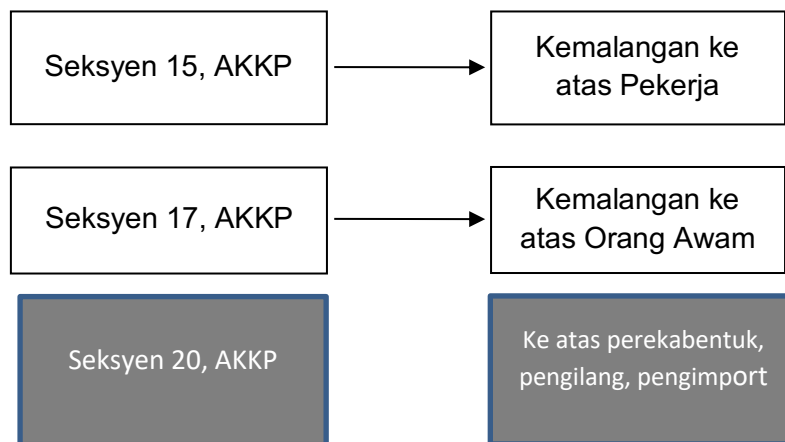 Seksyen 15, AKKP
Kemalangan ke
atas Pekerja
Seksyen 17, AKKP
Kemalangan ke
atas Orang Awam
Seksyen 20, AKKP
Ke atas perekabentuk,
pengilang, pengimport